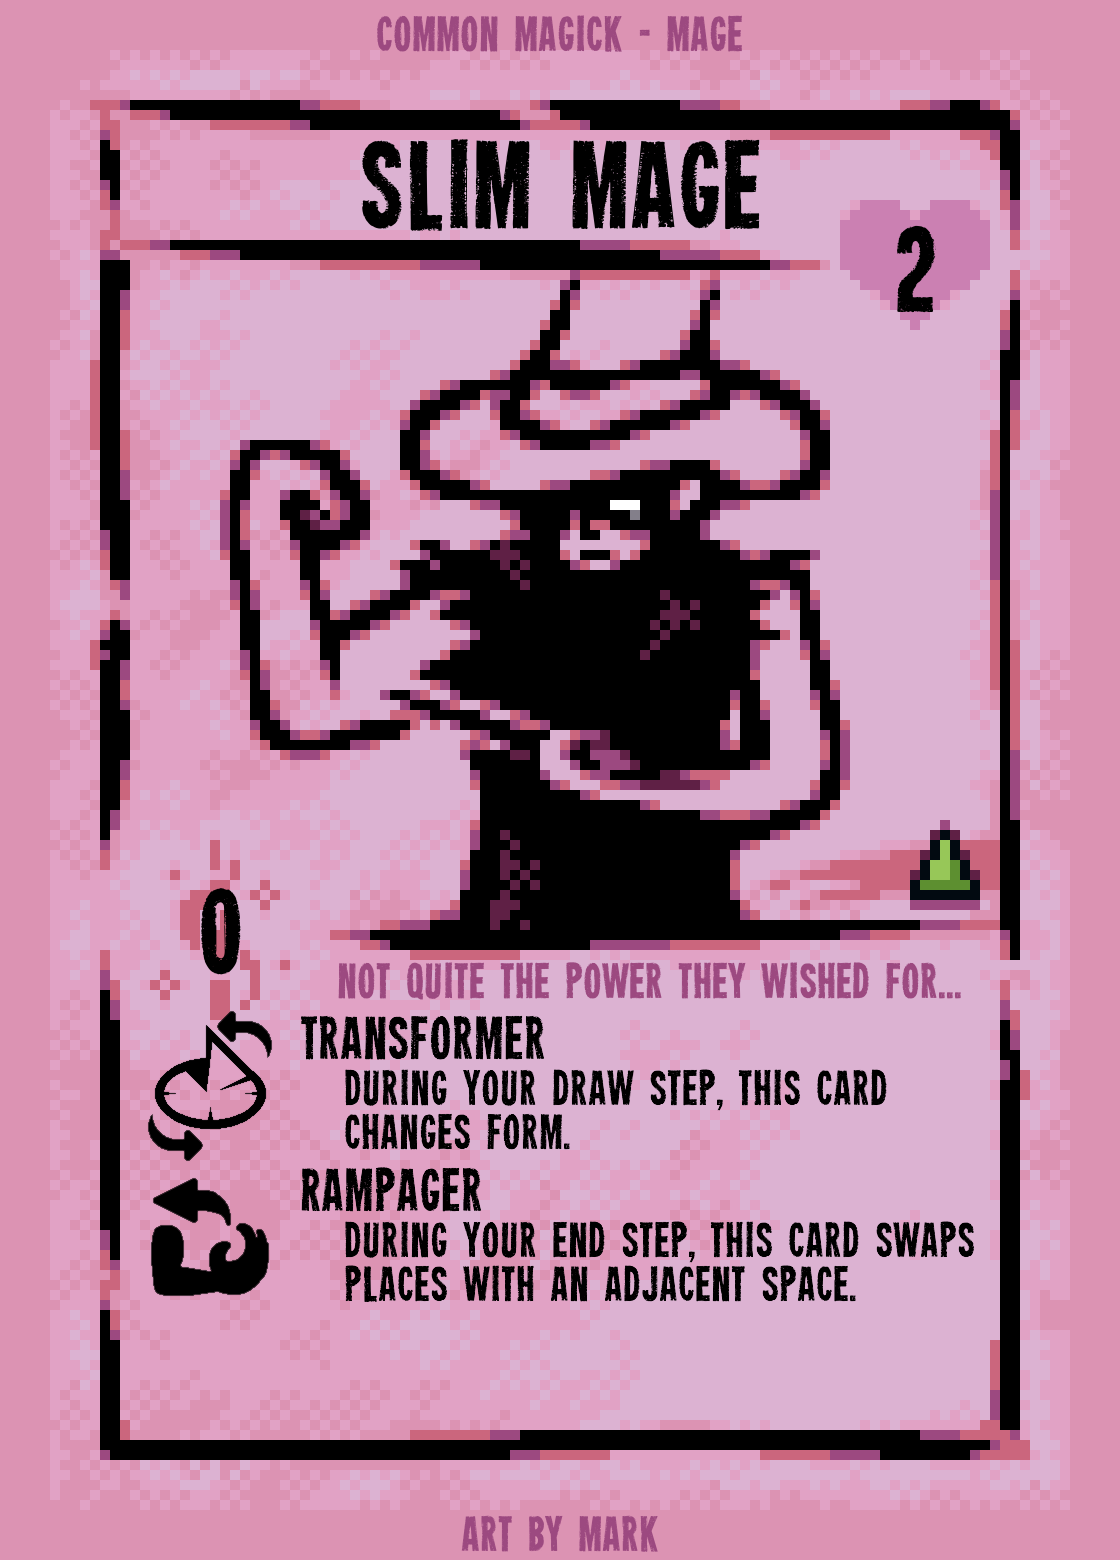 COMMON MAGICK - MAGE
SLIM MAGE
2
0
NOT QUITE THE POWER THEY WISHED FOR...
TRANSFORMER
DURING YOUR DRAW STEP, THIS CARD
CHANGES FORM.
RAMPAGER
DURING YOUR END STEP, THIS CARD SWAPS
PLACES WITH AN ADJACENT SPACE.
ART BY MARK